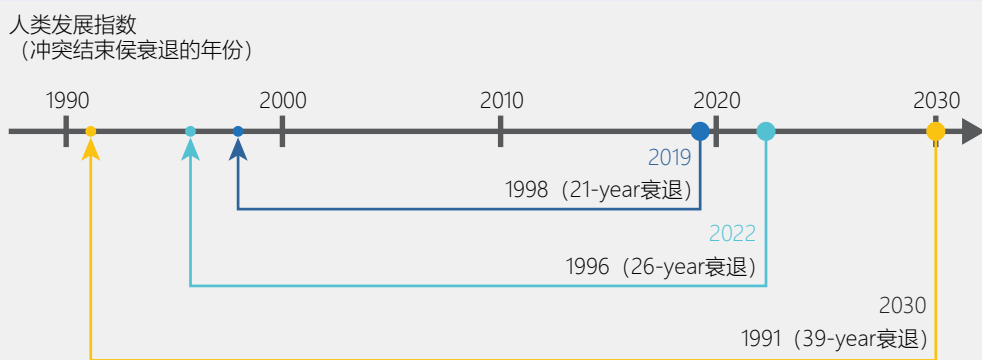 人类发展指数
（冲突结束侯衰退的年份）
1990 2000 2010 2020 2030
2019
1998（21-year衰退）
2022
1996（26-year衰退）
2030
1991（39-year衰退）